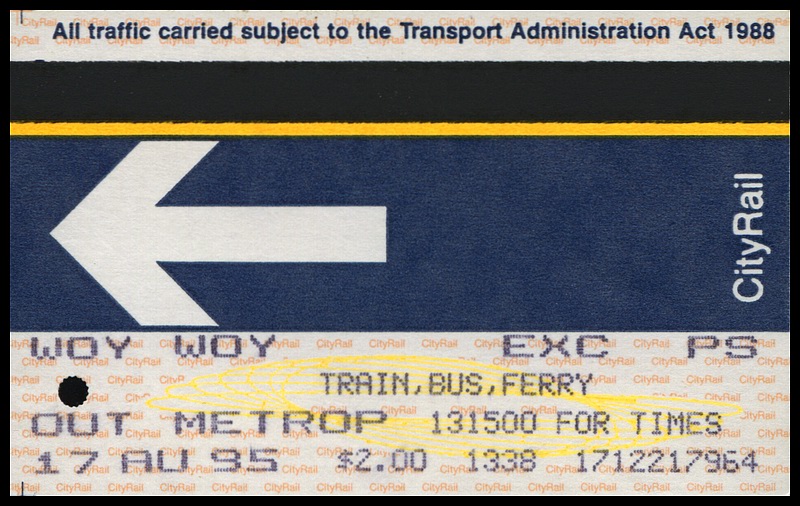 All traffic carried subject to the Transport Administration Act 1988
CityRail
WOY WOY EXC PS
TRAIN,BUS,FERRY
OUT METROP 131500 FOR TIMES
17 AU 95 $2.00 1338 1712217964